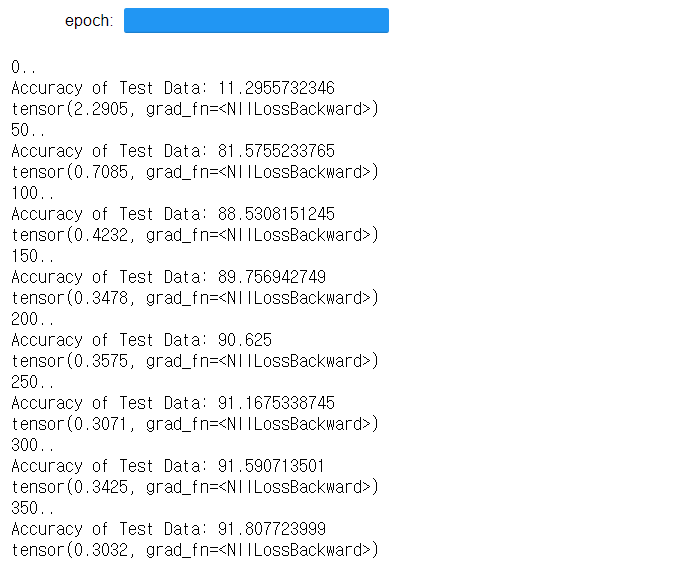 epoch:
0..
Accuracy of Test Data: 11.2955732346
tensor(2.2905, grad_fn=<NllLossBackward>)
50..
Accuracy of Test Data: 81.5755233765
tensor(0.7085, grad_fn=<NllLossBackward>)
100..
Accuracy of Test Data: 88.5308151245
tensor(0.4232, grad_fn=<NllLossBackward>)
150..
Accuracy of Test Data: 89.756942749
tensor(0.3478, grad_fn=<NllLossBackward>)
200..
Accuracy of Test Data: 90.625
tensor(0.3575, grad_fn=<NllLossBackward>)
250..
Accuracy of Test Data: 91.1675338745
tensor(0.3071, grad_fn=<NllLossBackward>)
300..
Accuracy of Test Data: 91.590713501
tensor(0.3425, grad_fn=<NllLossBackward>)
350..
Accuracy of Test Data: 91.807723999
tensor(0.3032, grad_fn=<NllLossBackward>)